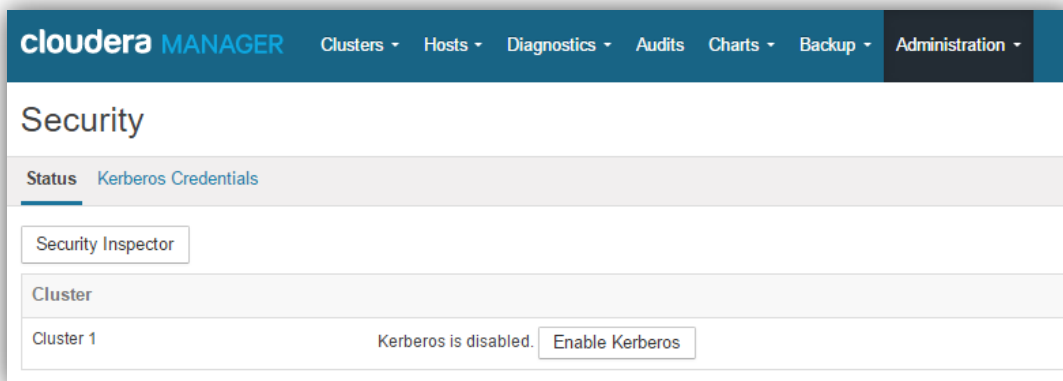 cloudera MANAGER Clusters Hosts Diagnostics Audits Charts Backup Administration
Security
Status Kerberos Credentials
Security Inspector
Cluster
Cluster 1 Kerberos is disabled. Enable Kerberos